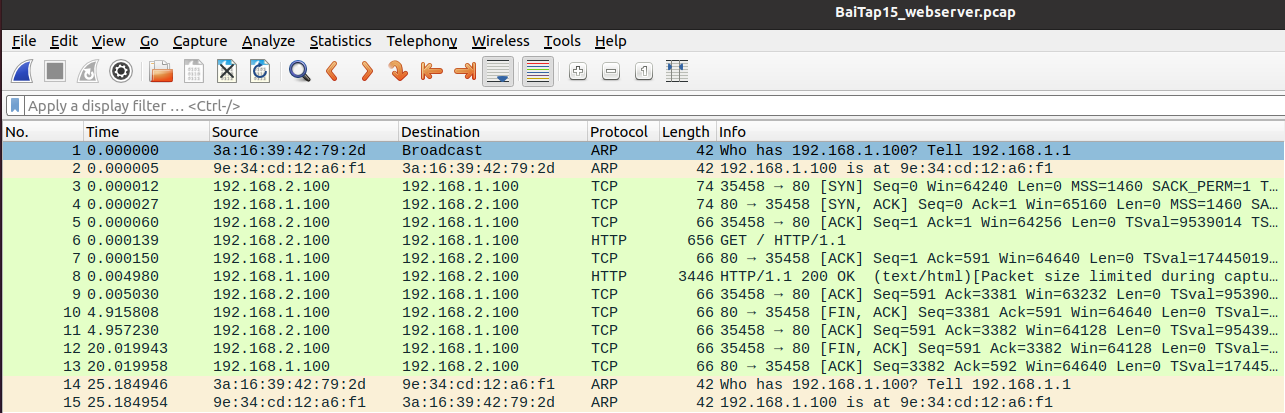 BaiTap15_webserver.pcap
File Edit View Go Capture Analyze Statistics Telephony Wireless Tools Help
Apply a display filter … <Ctrl-/>
No. Time Source Destination Protocol Length Info
1 0.000000 3a:16:39:42:79:2d Broadcast ARP 42 Who has 192.168.1.100? Tell 192.168.1.1
2 0.000005 9e:34:cd:12:a6:f1 3a:16:39:42:79:2d ARP 42 192.168.1.100 is at 9e:34:cd:12:a6:f1
3 0.000012 192.168.2.100 192.168.1.100 TCP 74 35458 → 80 [SYN] Seq=0 Win=64240 Len=0 MSS=1460 SACK_PERM=1 T…
4 0.000027 192.168.1.100 192.168.2.100 TCP 74 80 → 35458 [SYN, ACK] Seq=0 Ack=1 Win=65160 Len=0 MSS=1460 SA…
5 0.000060 192.168.2.100 192.168.1.100 TCP 66 35458 → 80 [ACK] Seq=1 Ack=1 Win=64256 Len=0 TSval=9539014 TS…
6 0.000139 192.168.2.100 192.168.1.100 HTTP 656 GET / HTTP/1.1
7 0.000150 192.168.1.100 192.168.2.100 TCP 66 80 → 35458 [ACK] Seq=1 Ack=591 Win=64640 Len=0 TSval=17445019…
8 0.004980 192.168.1.100 192.168.2.100 HTTP 3446 HTTP/1.1 200 OK (text/html)[Packet size limited during captu…
9 0.005030 192.168.2.100 192.168.1.100 TCP 66 35458 → 80 [ACK] Seq=591 Ack=3381 Win=63232 Len=0 TSval=95390…
10 4.915808 192.168.1.100 192.168.2.100 TCP 66 80 → 35458 [FIN, ACK] Seq=3381 Ack=591 Win=64640 Len=0 TSval=…
11 4.957230 192.168.2.100 192.168.1.100 TCP 66 35458 → 80 [ACK] Seq=591 Ack=3382 Win=64128 Len=0 TSval=95439…
12 20.019943 192.168.2.100 192.168.1.100 TCP 66 35458 → 80 [FIN, ACK] Seq=591 Ack=3382 Win=64128 Len=0 TSval=…
13 20.019958 192.168.1.100 192.168.2.100 TCP 66 80 → 35458 [ACK] Seq=3382 Ack=592 Win=64640 Len=0 TSval=17445…
14 25.184946 3a:16:39:42:79:2d 9e:34:cd:12:a6:f1 ARP 42 Who has 192.168.1.100? Tell 192.168.1.1
15 25.184954 9e:34:cd:12:a6:f1 3a:16:39:42:79:2d ARP 42 192.168.1.100 is at 9e:34:cd:12:a6:f1